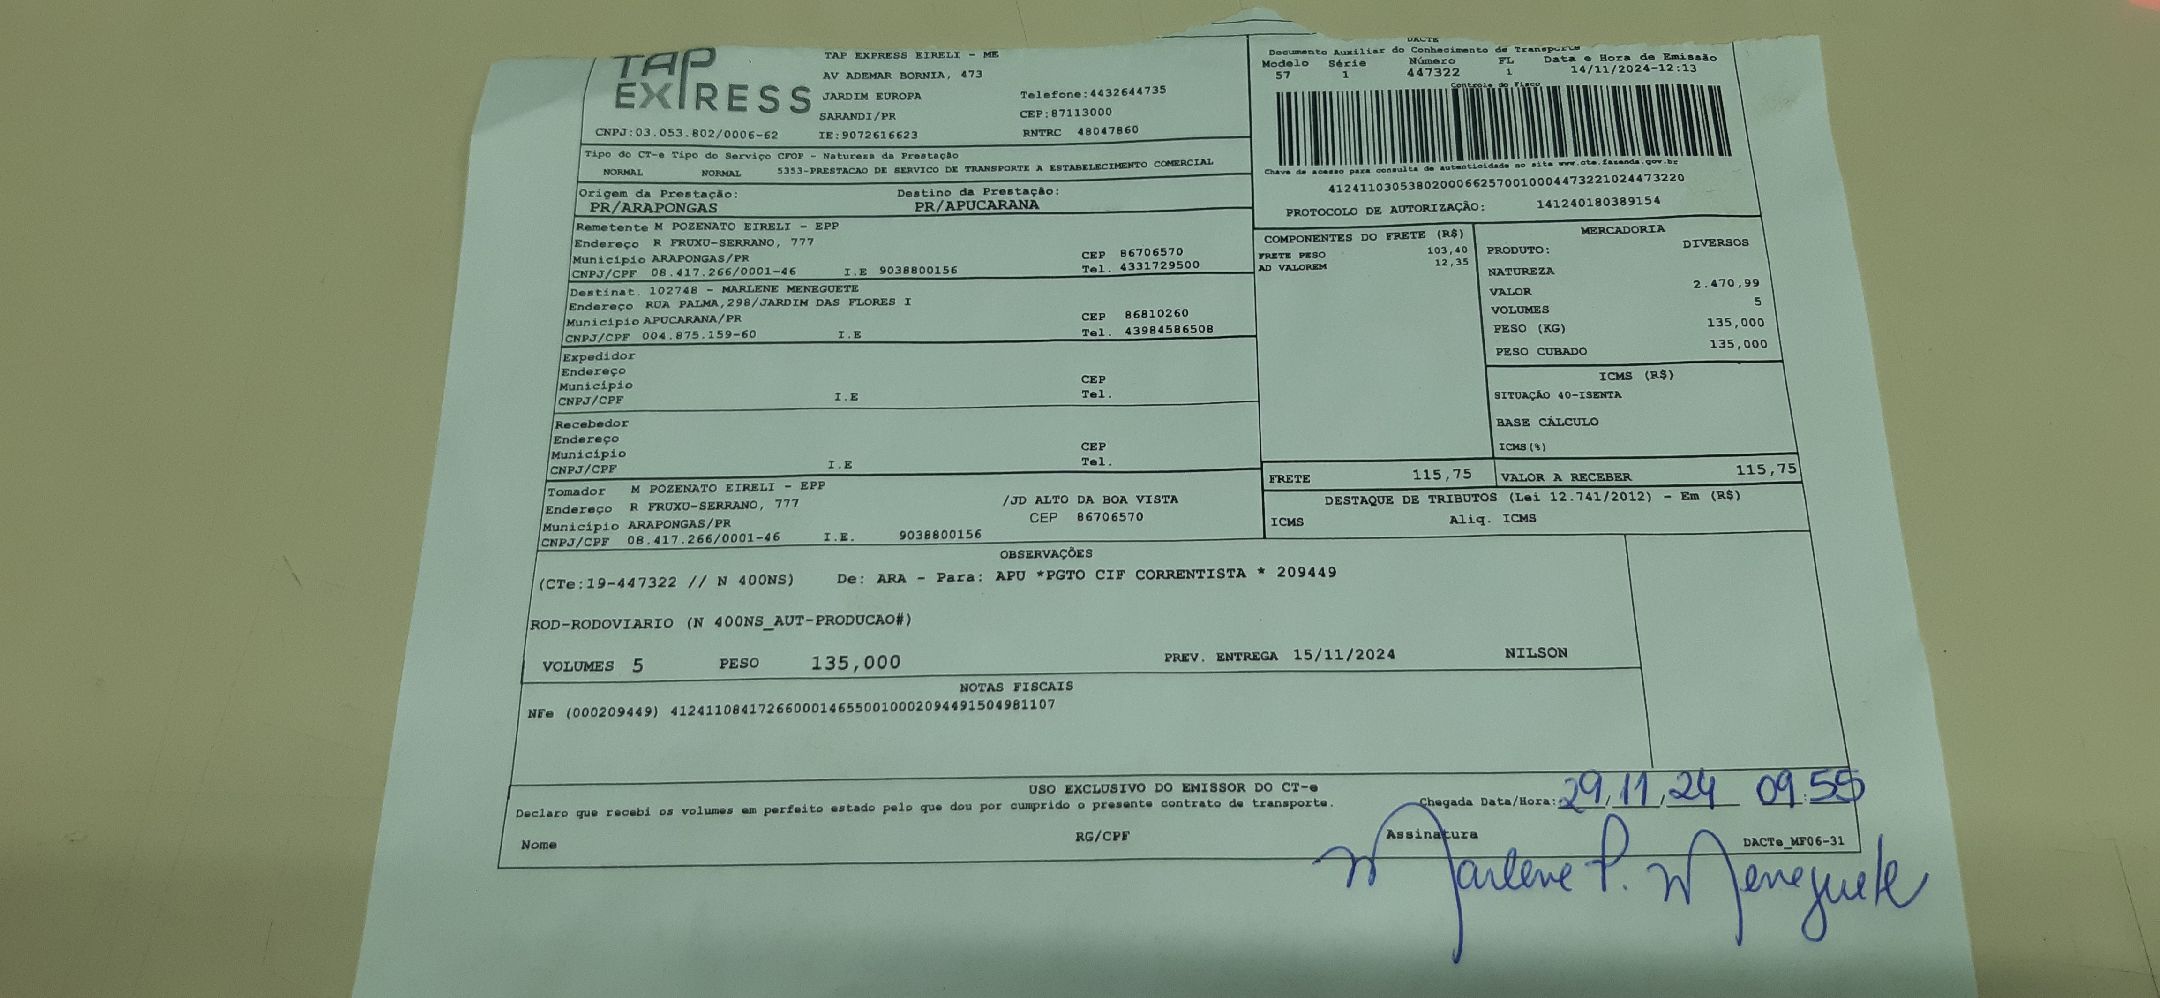 TAP EXPRESS
TAP EXPRESS EIRELI - ME
AV ADEMAR BORNIA, 473
JARDIM EUROPA
SARANDI/PR
CNPJ:03.053.802/0006-62 IE:9072616623
Telefone:4432644735
CEP:87113000
RNTRC 48047860
DACTE
Documento Auxiliar do Conhecimento de Transporte
Modelo Série Número FL Data e Hora de Emissão
57 1 447322 1 14/11/2024-12:13
Controle do Fisco
Chave de acesso para consulta de autenticidade no site www.cte.fazenda.gov.br
41241103053802000662570010004473221024473220
PROTOCOLO DE AUTORIZAÇÃO: 141240180389154
Tipo do CT-e Tipo do Serviço CFOP - Natureza da Prestação
NORMAL NORMAL 5353-PRESTACAO DE SERVICO DE TRANSPORTE A ESTABELECIMENTO COMERCIAL
Origem da Prestação: Destino da Prestação:
PR/ARAPONGAS PR/APUCARANA
Remetente M POZENATO EIRELI - EPP
Endereço R FRUXU-SERRANO, 777
Município ARAPONGAS/PR CEP 86706570
CNPJ/CPF 08.417.266/0001-46 I.E 9038800156 Tel. 4331729500
Destinat. 102748 - MARLENE MENEGUETE
Endereço RUA PALMA,298/JARDIM DAS FLORES I
Município APUCARANA/PR CEP 86810260
CNPJ/CPF 004.875.159-60 I.E Tel. 43984586508
Expedidor
Endereço
Município CEP
CNPJ/CPF I.E Tel.
Recebedor
Endereço
Município CEP
CNPJ/CPF I.E Tel.
Tomador M POZENATO EIRELI - EPP
Endereço R FRUXU-SERRANO, 777 /JD ALTO DA BOA VISTA
Município ARAPONGAS/PR CEP 86706570
CNPJ/CPF 08.417.266/0001-46 I.E. 9038800156
COMPONENTES DO FRETE (R$)
FRETE PESO 103,40
AD VALOREM 12,35
MERCADORIA
PRODUTO: DIVERSOS
NATUREZA
VALOR 2.470,99
VOLUMES 5
PESO (KG) 135,000
PESO CUBADO 135,000
ICMS (R$)
SITUAÇÃO 40-ISENTA
BASE CÁLCULO
ICMS(%)
FRETE 115,75 VALOR A RECEBER 115,75
DESTAQUE DE TRIBUTOS (Lei 12.741/2012) - Em (R$)
ICMS Aliq. ICMS
OBSERVAÇÕES
(CTe:19-447322 // N 400NS) De: ARA - Para: APU *PGTO CIF CORRENTISTA * 209449
ROD-RODOVIARIO (N 400NS_AUT-PRODUCAO#)
VOLUMES 5 PESO 135,000 PREV. ENTREGA 15/11/2024 NILSON
NOTAS FISCAIS
NFe (000209449) 41241108417266000146550010002094491504981107
USO EXCLUSIVO DO EMISSOR DO CT-e
Declaro que recebi os volumes em perfeito estado pelo que dou por cumprido o presente contrato de transporte. Chegada Data/Hora: 29,11,24 09:55
Nome RG/CPF Assinatura DACTe_MF06-31
Marlene P. Meneguete